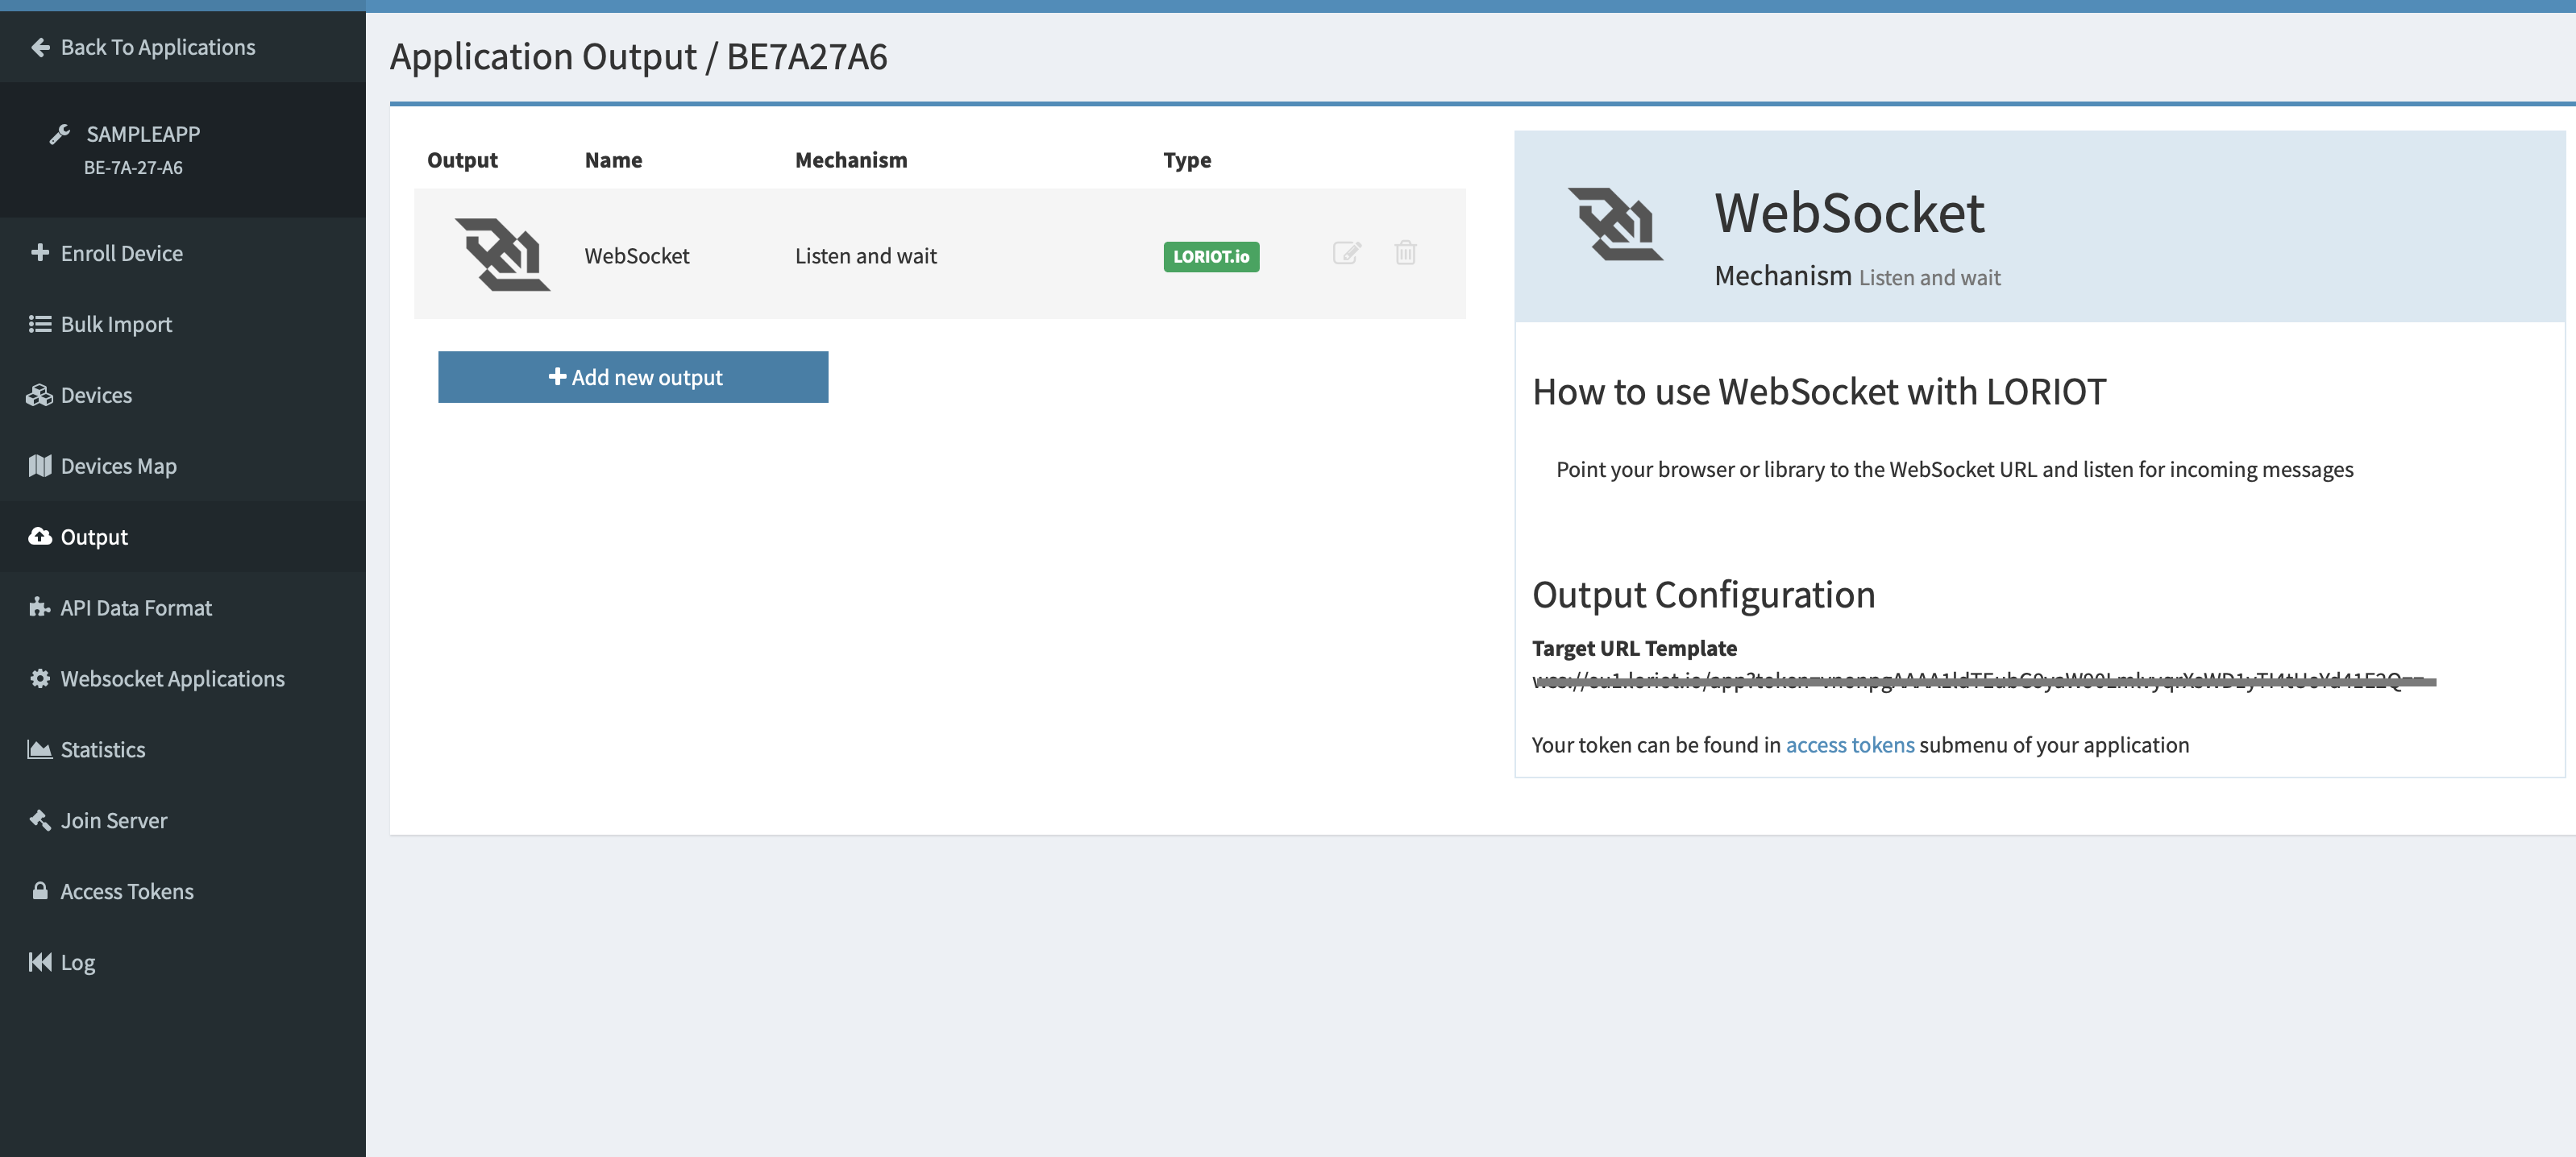 Back To Applications
SAMPLEAPP
BE-7A-27-A6
Enroll Device
Bulk Import
Devices
Devices Map
Output
API Data Format
Websocket Applications
Statistics
Join Server
Access Tokens
Log
Application Output / BE7A27A6
Output Name Mechanism Type
WebSocket Listen and wait LORIOT.io
Add new output
WebSocket
Mechanism Listen and wait
How to use WebSocket with LORIOT
Point your browser or library to the WebSocket URL and listen for incoming messages
Output Configuration
Target URL Template
Your token can be found in access tokens submenu of your application